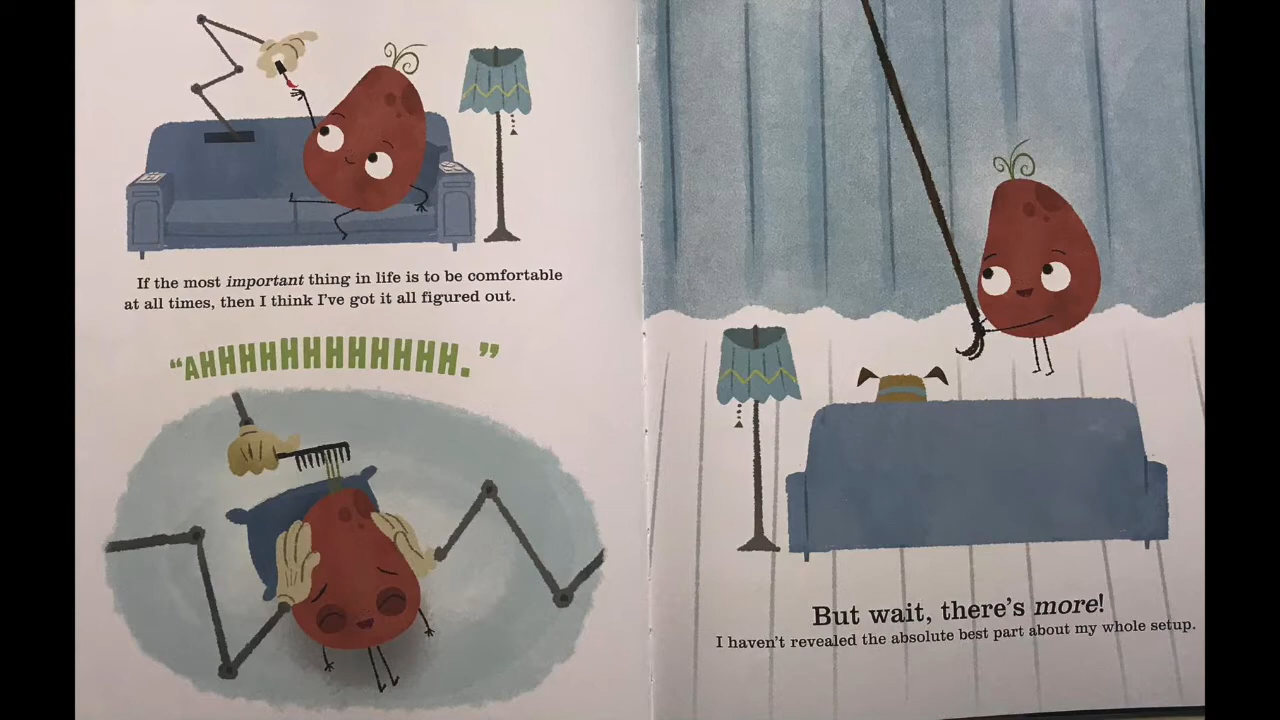 If the most important thing in life is to be comfortable
at all times, then I think I've got it all figured out.
“AHHHHHHHHHHHH.”
But wait, there's more!
I haven't revealed the absolute best part about my whole setup.